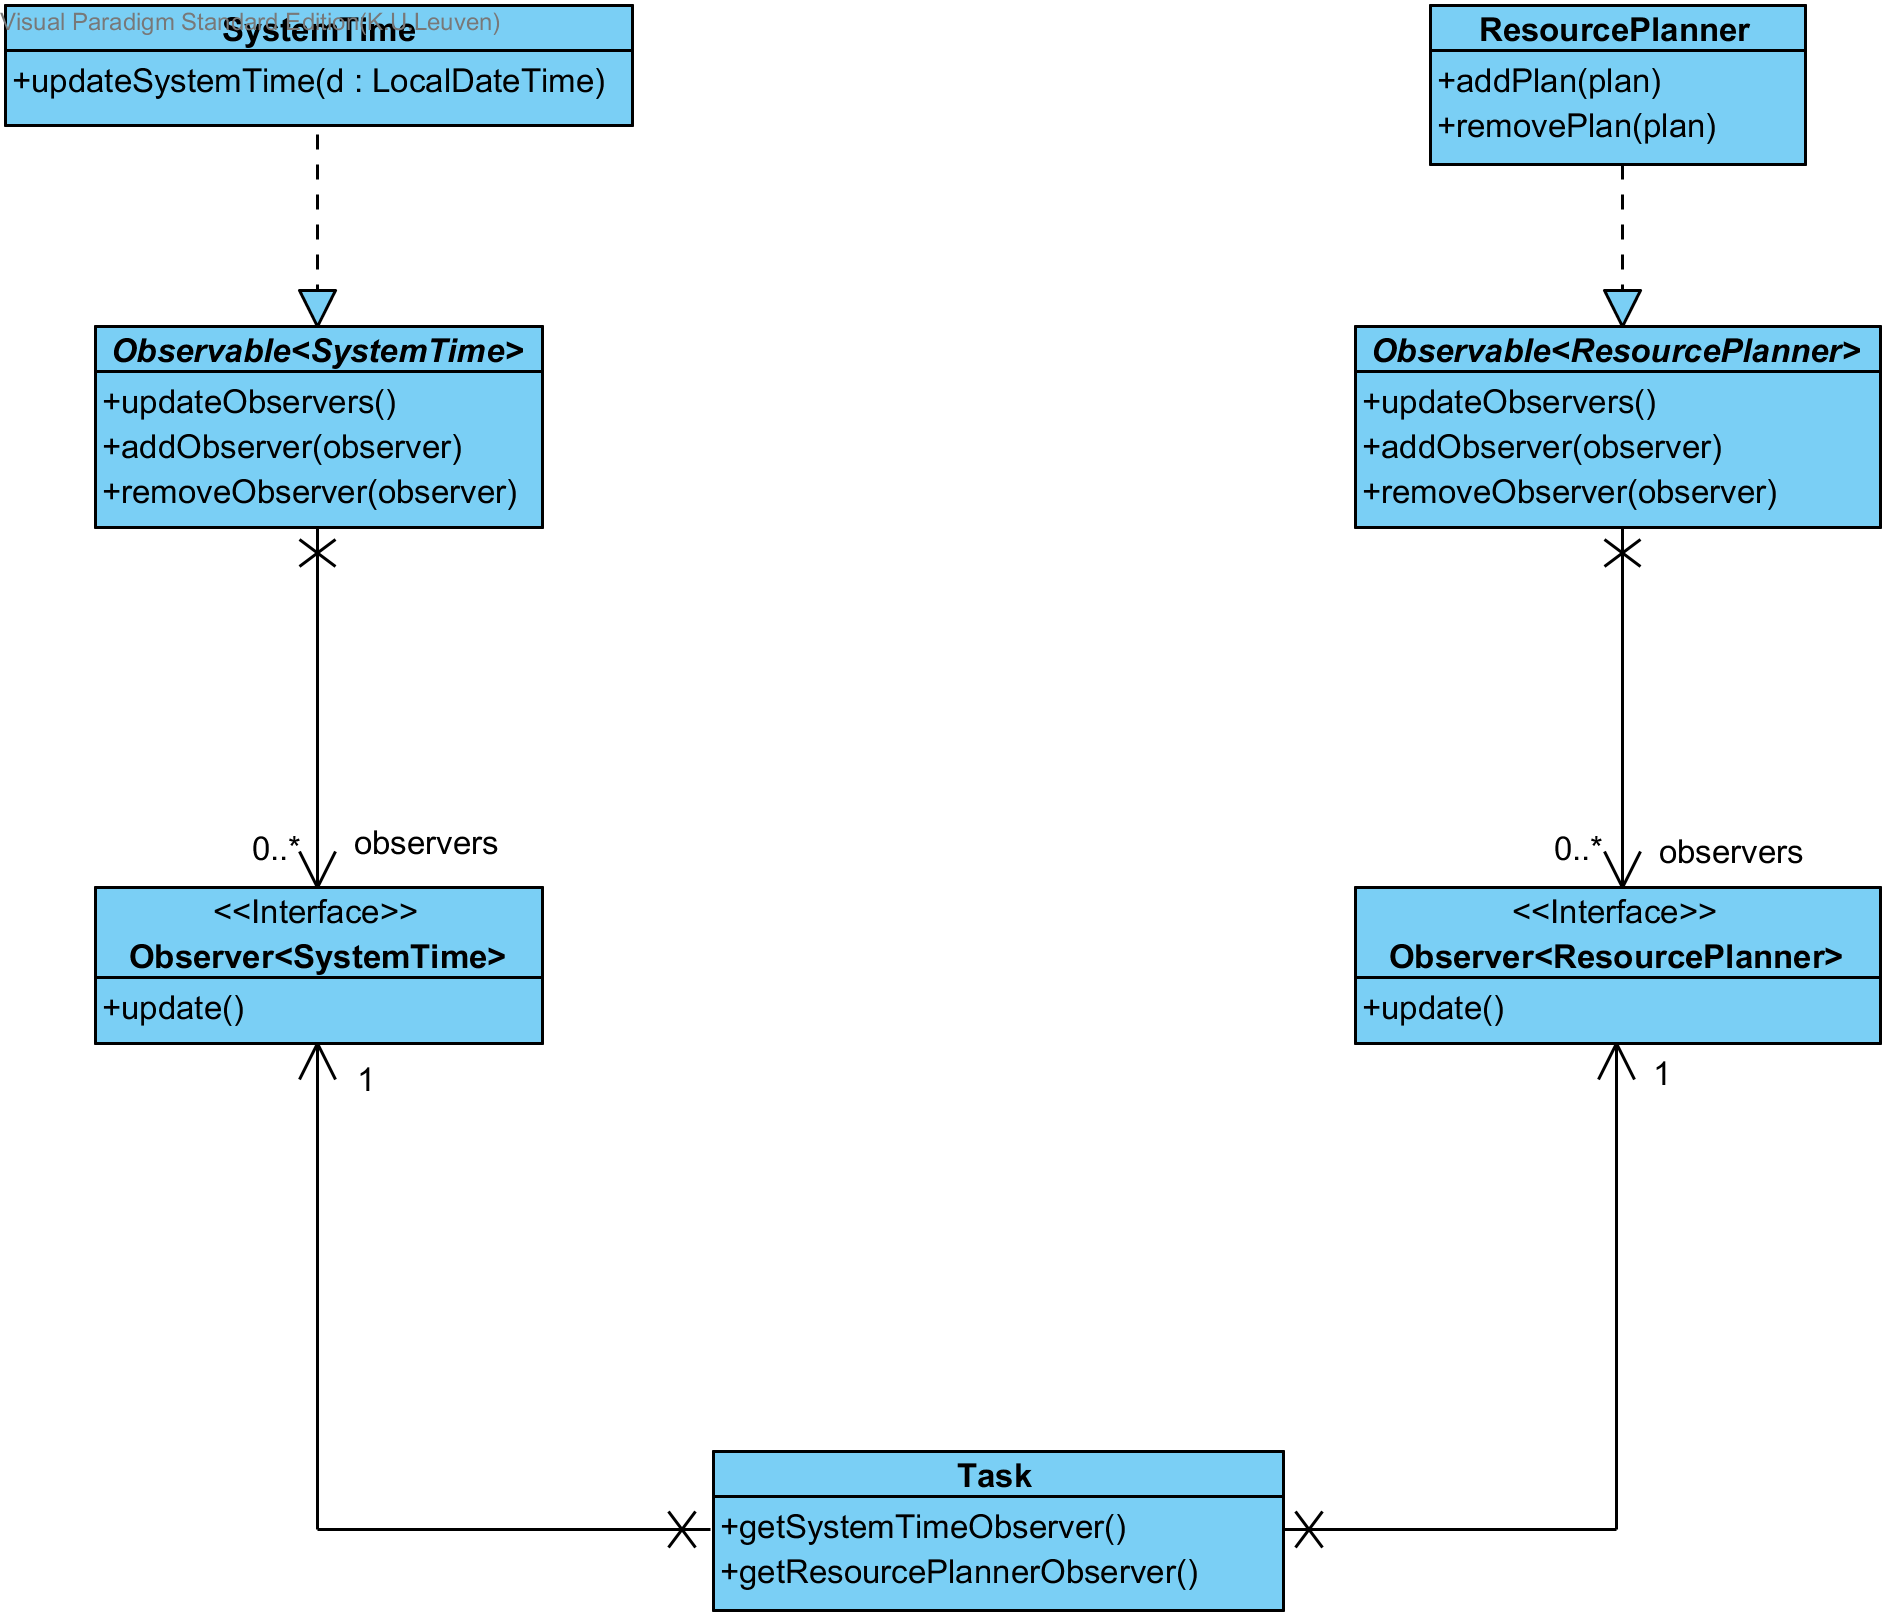 Visual Paradigm Standard Edition(K.U.Leuven)
SystemTime
+updateSystemTime(d : LocalDateTime)
ResourcePlanner
+addPlan(plan)
+removePlan(plan)
Observable<SystemTime>
+updateObservers()
+addObserver(observer)
+removeObserver(observer)
Observable<ResourcePlanner>
+updateObservers()
+addObserver(observer)
+removeObserver(observer)
0..*
observers
0..*
observers
<<Interface>>
Observer<SystemTime>
+update()
<<Interface>>
Observer<ResourcePlanner>
+update()
1
1
Task
+getSystemTimeObserver()
+getResourcePlannerObserver()